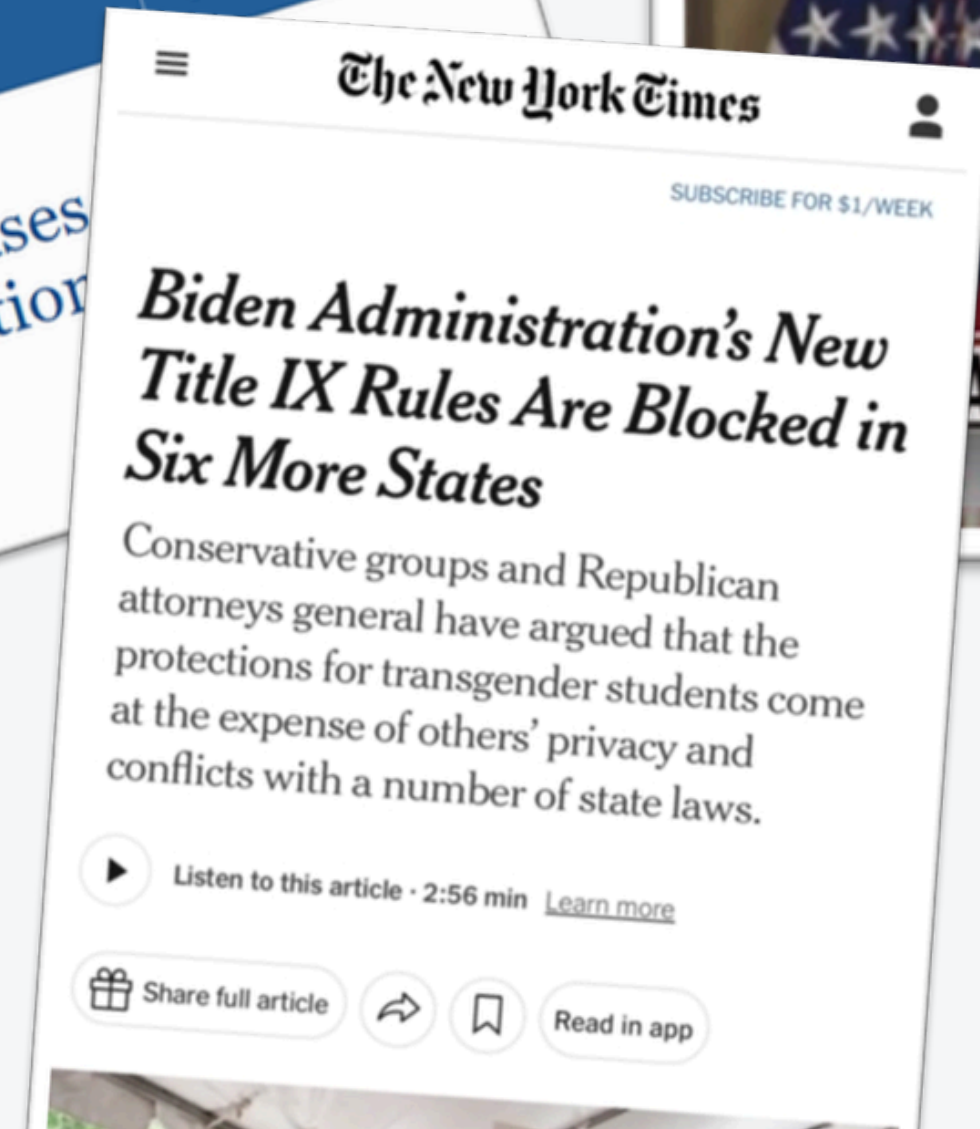 The New York Times
SUBSCRIBE FOR $1/WEEK
Biden Administration's New
Title IX Rules Are Blocked in
Six More States
Conservative groups and Republican
attorneys general have argued that the
protections for transgender students come
at the expense of others' privacy and
conflicts with a number of state laws.
Listen to this article · 2:56 min Learn more
Share full article
Read in app